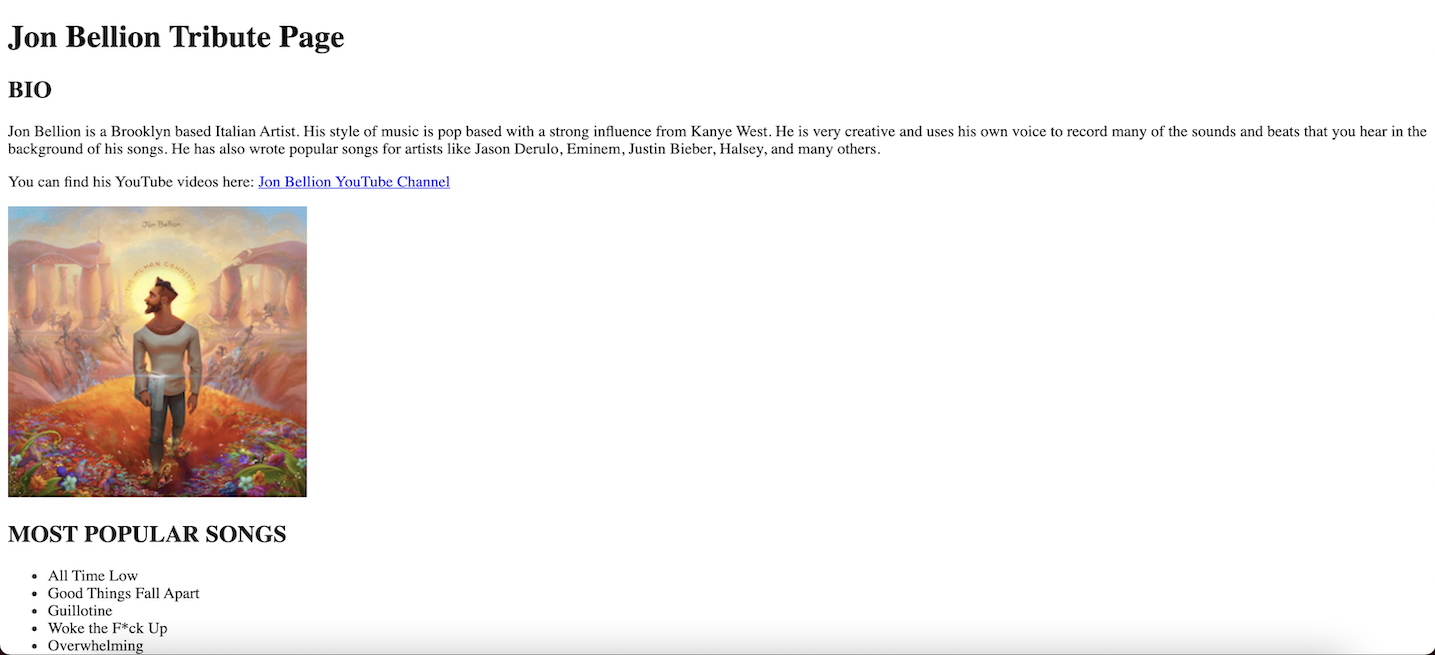 Jon Bellion Tribute Page
BIO
Jon Bellion is a Brooklyn based Italian Artist. His style of music is pop based with a strong influence from Kanye West. He is very creative and uses his own voice to record many of the sounds and beats that you hear in the
background of his songs. He has also wrote popular songs for artists like Jason Derulo, Eminem, Justin Bieber, Halsey, and many others.
You can find his YouTube videos here: Jon Bellion YouTube Channel
Jon Bellion
THE HUMAN CONDITION
MOST POPULAR SONGS
• All Time Low
• Good Things Fall Apart
• Guillotine
• Woke the F*ck Up
• Overwhelming